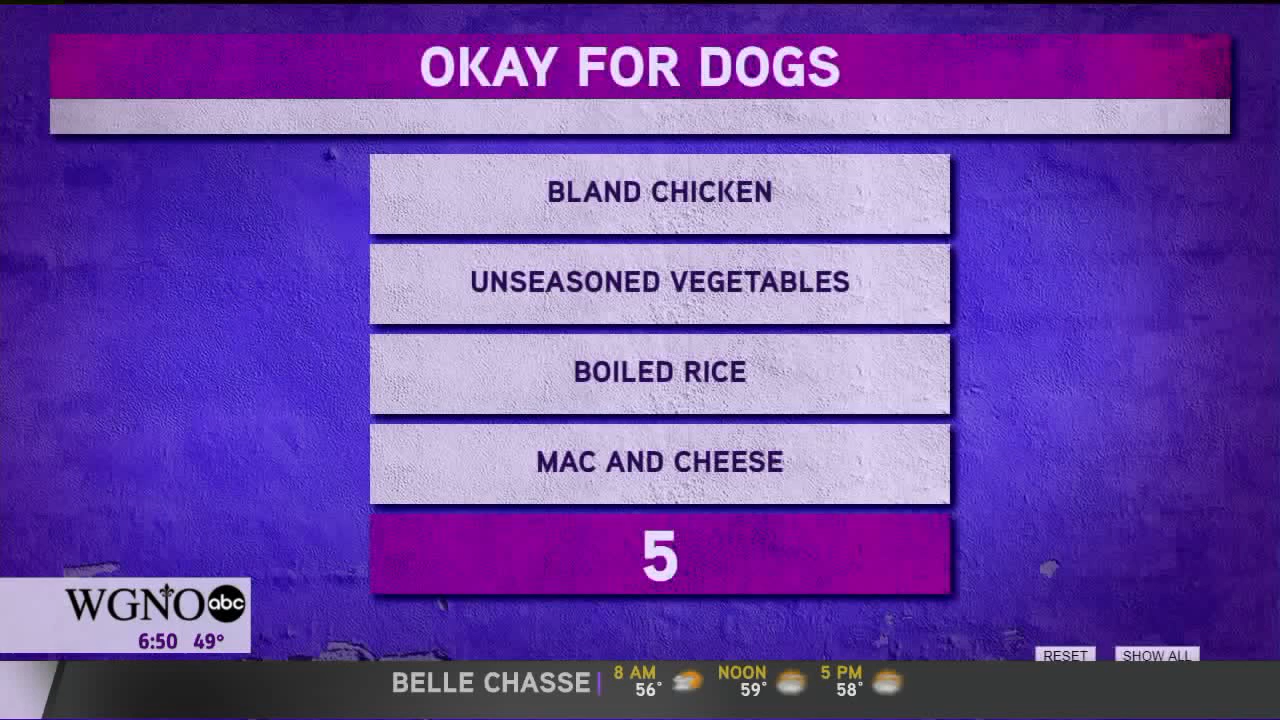 OKAY FOR DOGS
BLAND CHICKEN
UNSEASONED VEGETABLES
BOILED RICE
MAC AND CHEESE
5
WGNO abc
6:50 49°
RESET SHOW ALL
BELLE CHASSE 8 AM 56° NOON 59° 5 PM 58°